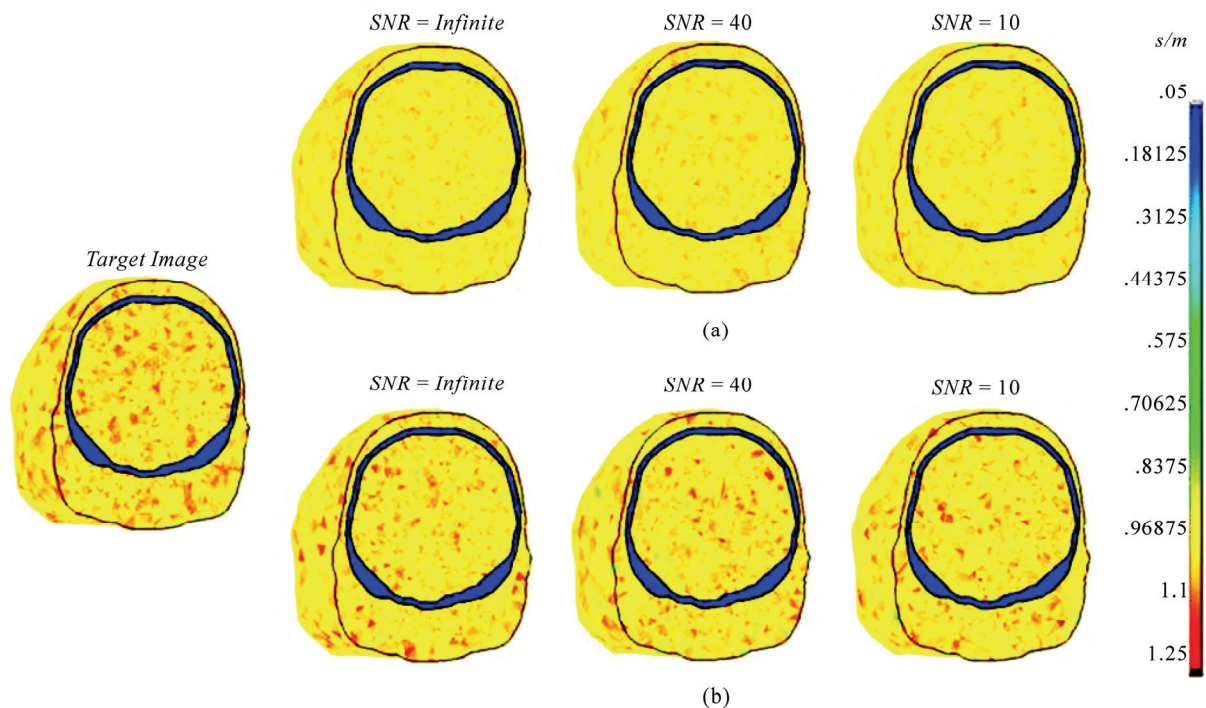 SNR = Infinite
SNR = 40
SNR = 10
s/m
.05
.18125
.3125
.44375
.575
.70625
.8375
.96875
1.1
1.25
Target Image
(a)
SNR = Infinite
SNR = 40
SNR = 10
(b)